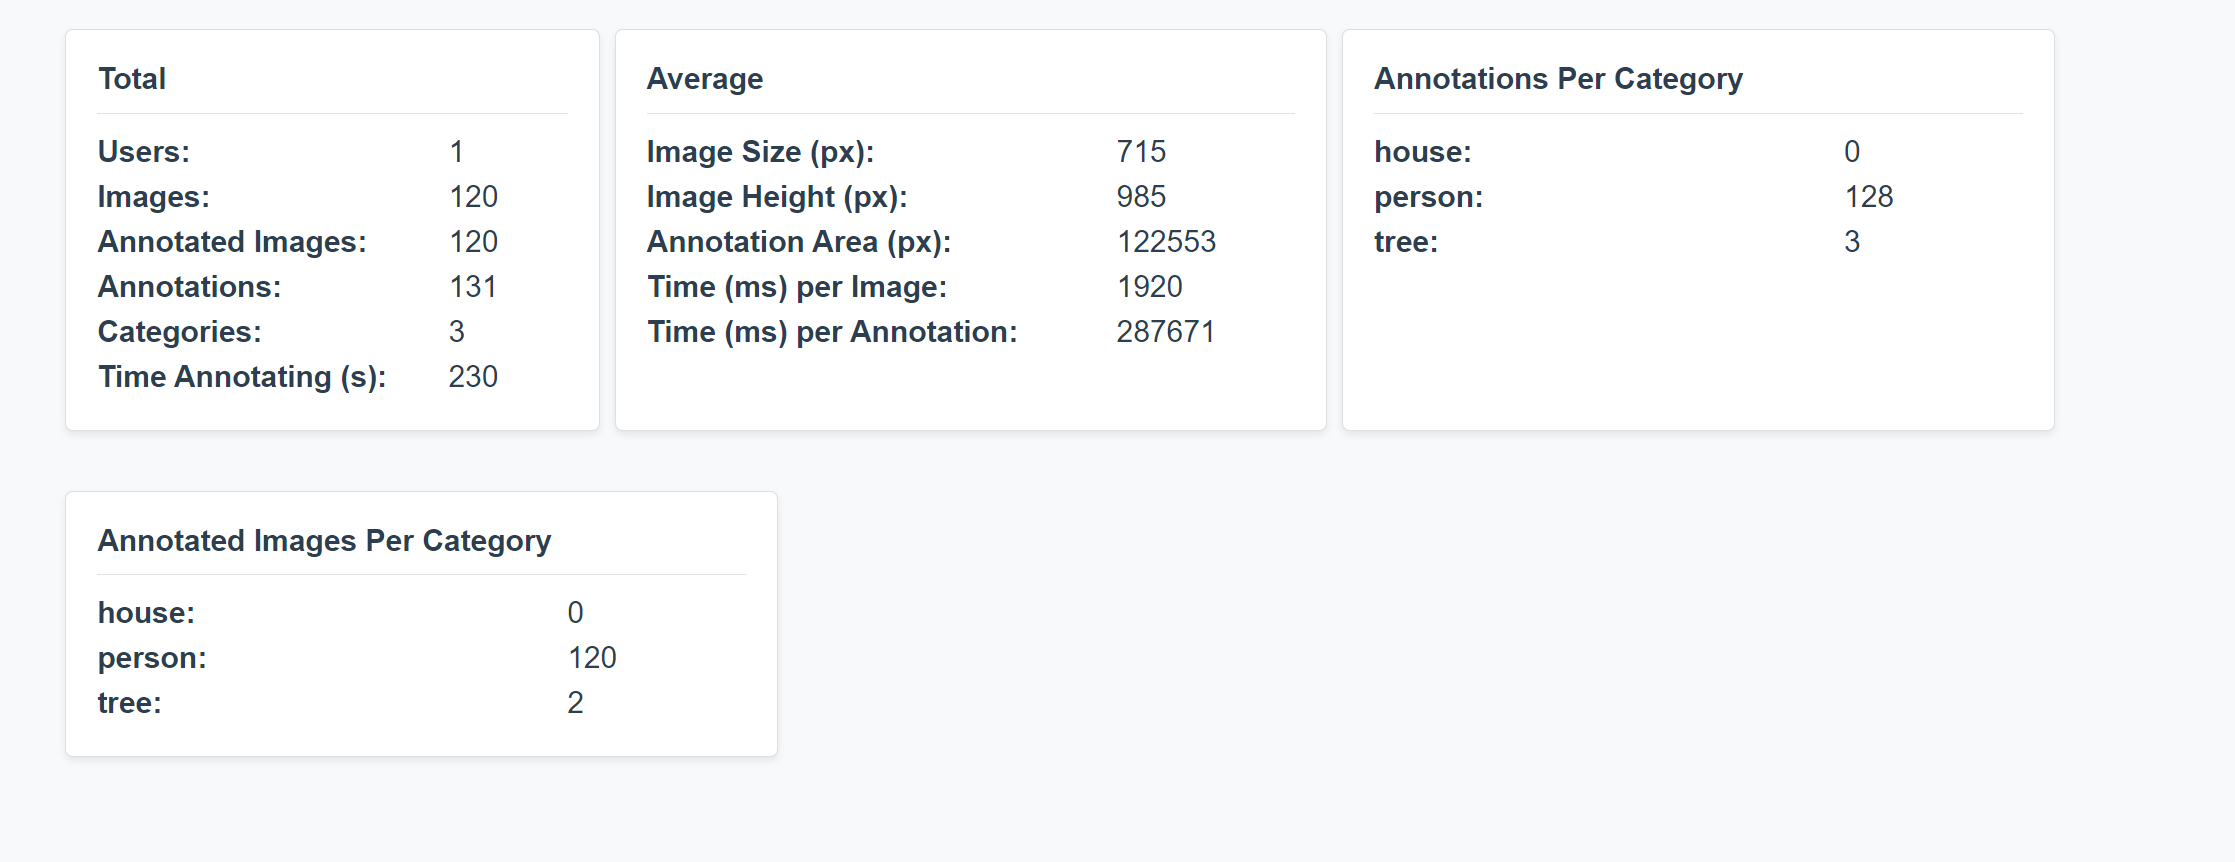 Total
Users: 1
Images: 120
Annotated Images: 120
Annotations: 131
Categories: 3
Time Annotating (s): 230
Average
Image Size (px): 715
Image Height (px): 985
Annotation Area (px): 122553
Time (ms) per Image: 1920
Time (ms) per Annotation: 287671
Annotations Per Category
house: 0
person: 128
tree: 3
Annotated Images Per Category
house: 0
person: 120
tree: 2